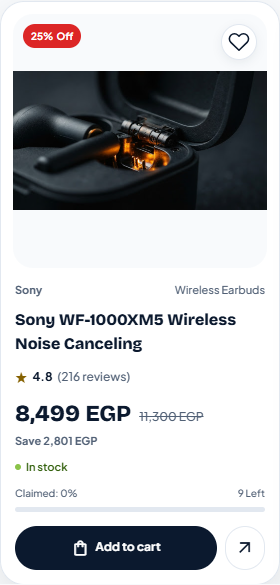 25% Off
Sony
Wireless Earbuds
Sony WF-1000XM5 Wireless
Noise Canceling
4.8 (216 reviews)
8,499 EGP 11,300 EGP
Save 2,801 EGP
In stock
Claimed: 0%
9 Left
Add to cart